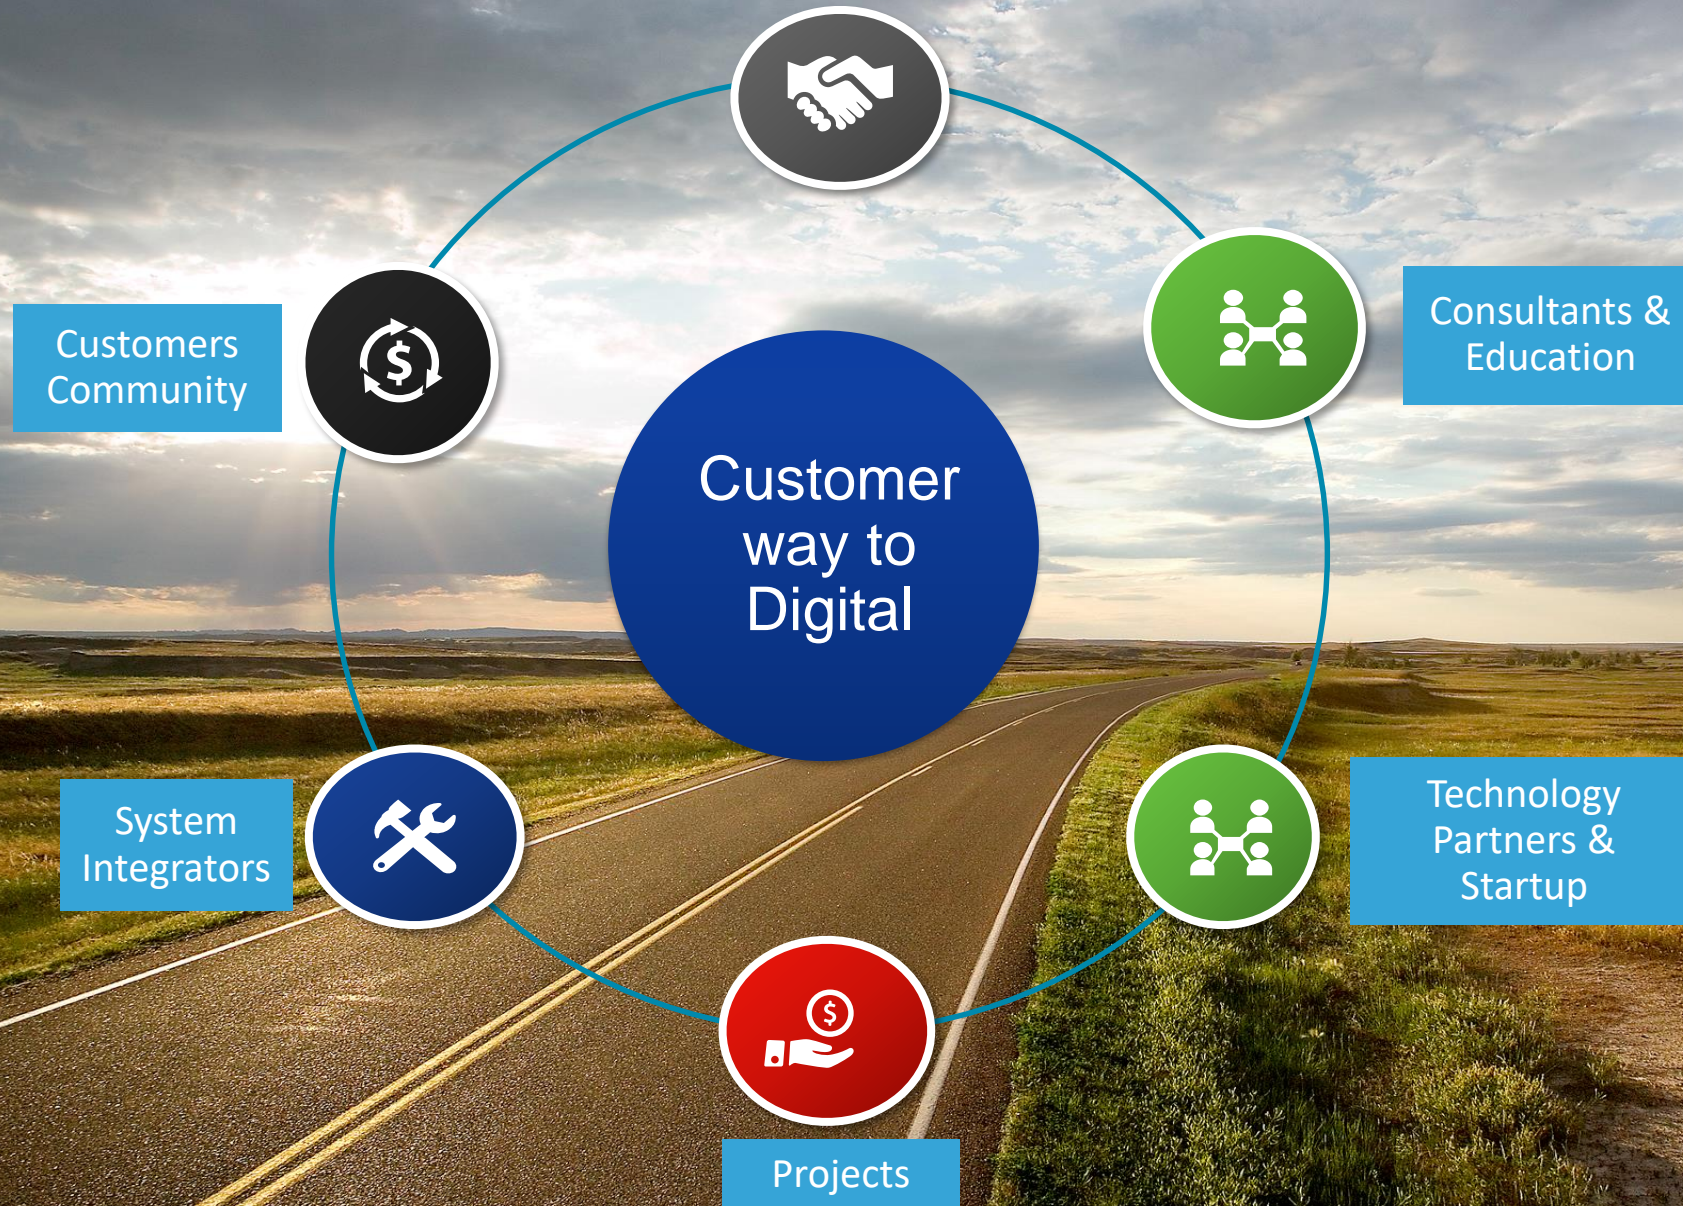 Consultants &
Education
Customers
Community
Customer
way to
Digital
Technology
Partners &
Startup
System
Integrators
Projects